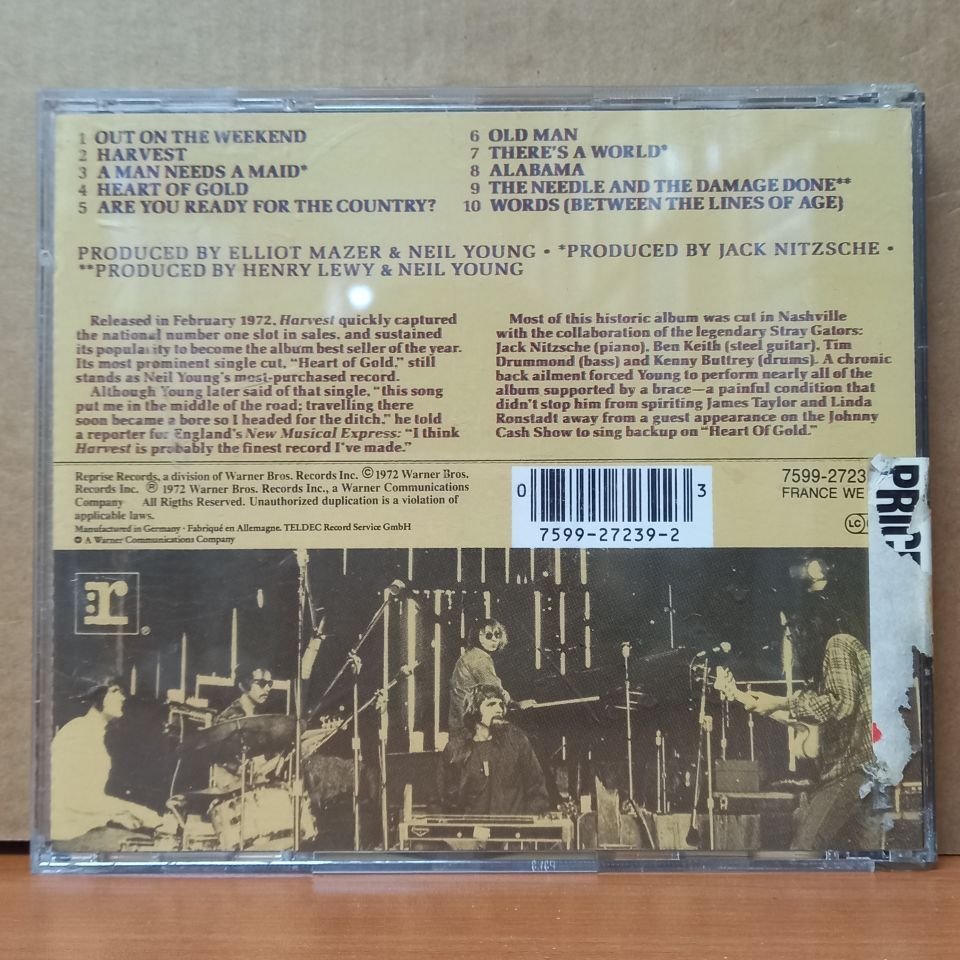 1 OUT ON THE WEEKEND
2 HARVEST
3 A MAN NEEDS A MAID*
4 HEART OF GOLD
5 ARE YOU READY FOR THE COUNTRY?
6 OLD MAN
7 THERE'S A WORLD*
8 ALABAMA
9 THE NEEDLE AND THE DAMAGE DONE**
10 WORDS (BETWEEN THE LINES OF AGE)
PRODUCED BY ELLIOT MAZER & NEIL YOUNG • *PRODUCED BY JACK NITZSCHE •
**PRODUCED BY HENRY LEWY & NEIL YOUNG
Released in February 1972, Harvest quickly captured
the national number one slot in sales, and sustained
its popularity to become the album best seller of the year.
Its most prominent single cut, "Heart of Gold," still
stands as Neil Young's most-purchased record.
Although Young later said of that single, "this song
put me in the middle of the road; travelling there
soon became a bore so I headed for the ditch," he told
a reporter for England's New Musical Express: "I think
Harvest is probably the finest record I've made."
Most of this historic album was cut in Nashville
with the collaboration of the legendary Stray Gators:
Jack Nitzsche (piano), Ben Keith (steel guitar), Tim
Drummond (bass) and Kenny Buttrey (drums). A chronic
back ailment forced Young to perform nearly all of the
album supported by a brace—a painful condition that
didn't stop him from spiriting James Taylor and Linda
Ronstadt away from a guest appearance on the Johnny
Cash Show to sing backup on "Heart Of Gold."
Reprise Records, a division of Warner Bros. Records Inc. ©1972 Warner Bros.
Records Inc. ℗ 1972 Warner Bros. Records Inc., a Warner Communications
Company All Rigths Reserved. Unauthorized duplication is a violation of
applicable laws.
Manufactured in Germany · Fabriqué en Allemagne. TELDEC Record Service GmbH
A Warner Communications Company
0 3
7599-27239-2
7599-2723
FRANCE WE
LC
PRIC
r